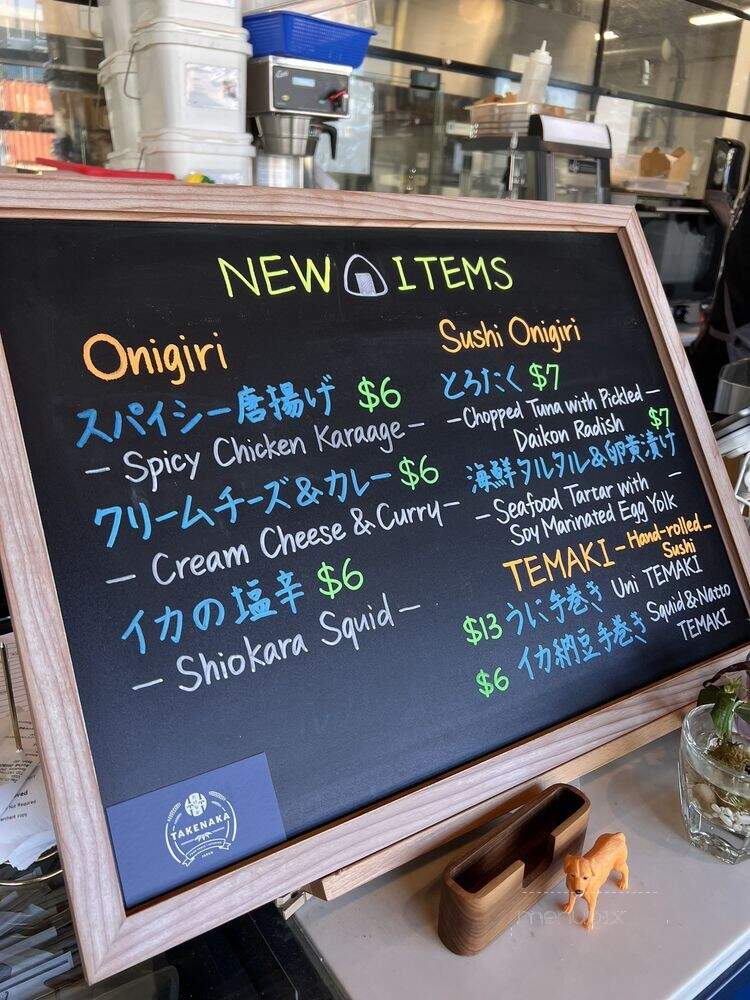 NEW ITEMS
Onigiri
スパイシー唐揚げ $6
- Spicy Chicken Karaage -
クリームチーズ&カレー $6
- Cream Cheese & Curry -
イカの塩辛 $6
- Shiokara Squid -
Sushi Onigiri
とろたく $7
- Chopped Tuna with Pickled -
Daikon Radish
$7
海鮮タルタル&卵黄漬け
- Seafood Tartar with -
Soy Marinated Egg Yolk
TEMAKI - Hand-rolled -
Sushi
$13 うに手巻き Uni TEMAKI
$6 イカ納豆手巻き Squid & Natto
TEMAKI
TAKENAKA
JAPAN
menupix